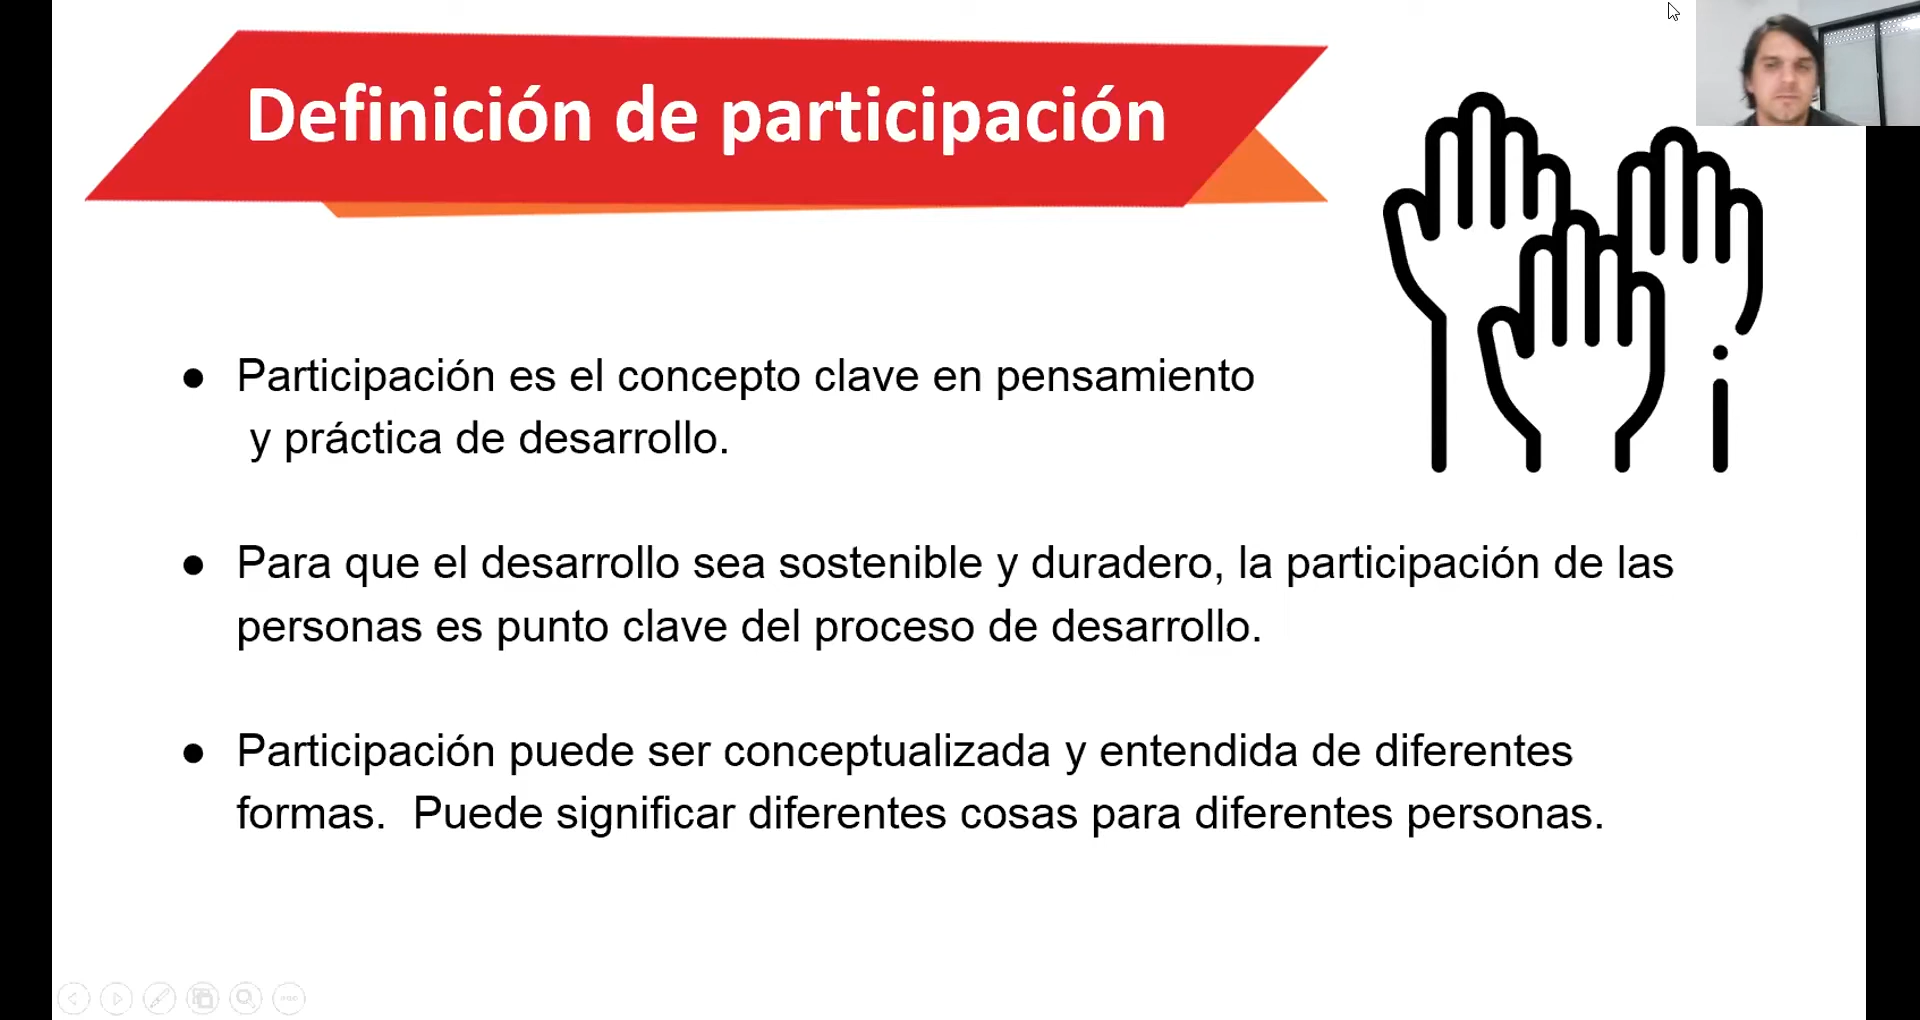 Definición de participación
● Participación es el concepto clave en pensamiento
y práctica de desarrollo.
● Para que el desarrollo sea sostenible y duradero, la participación de las
personas es punto clave del proceso de desarrollo.
● Participación puede ser conceptualizada y entendida de diferentes
formas.  Puede significar diferentes cosas para diferentes personas.